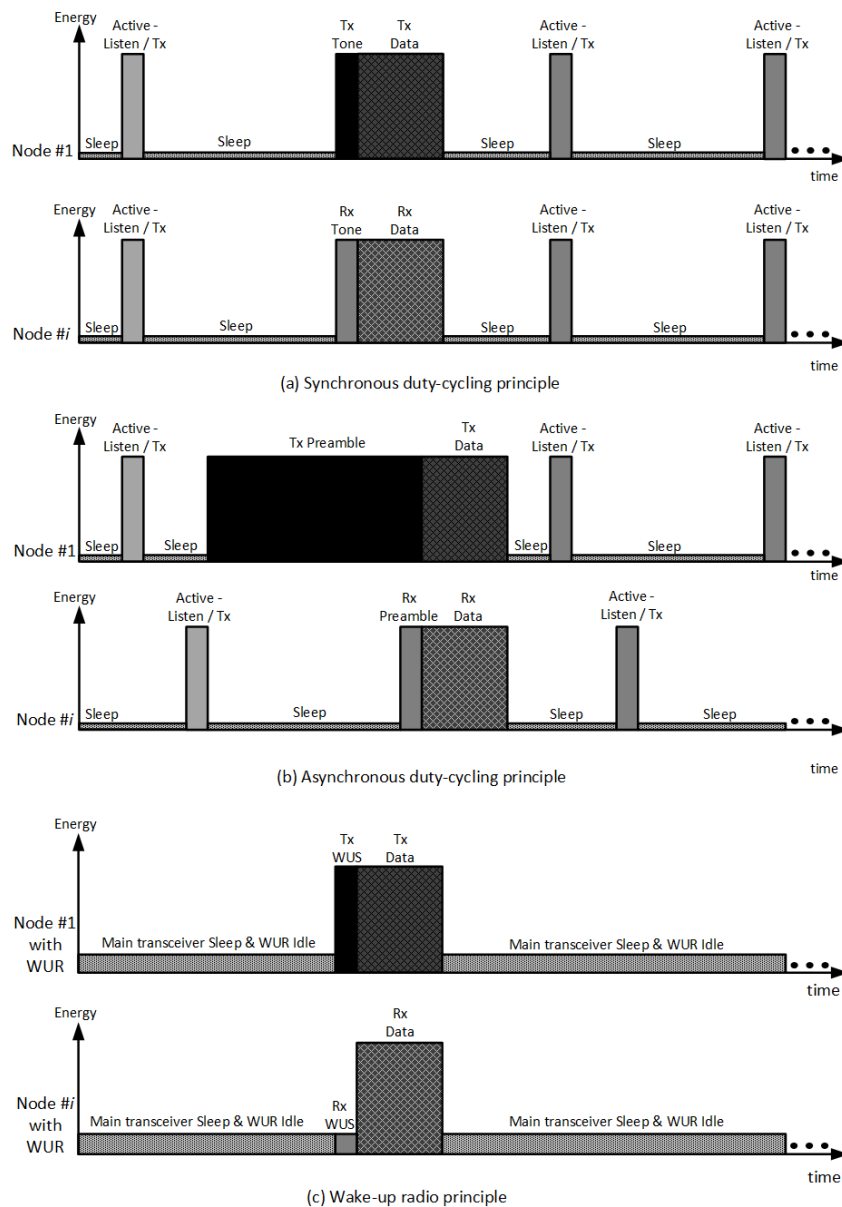 Energy
Active -
Listen / Tx
Tx
Tone
Tx
Data
Active -
Listen / Tx
Active -
Listen / Tx
Node #1
Sleep
Sleep
Sleep
Sleep
time
Energy
Active -
Listen / Tx
Rx
Tone
Rx
Data
Active -
Listen / Tx
Active -
Listen / Tx
Node #i
Sleep
Sleep
Sleep
Sleep
time
(a) Synchronous duty-cycling principle
Energy
Active -
Listen / Tx
Tx Preamble
Tx
Data
Active -
Listen / Tx
Active -
Listen / Tx
Node #1
Sleep
Sleep
Sleep
Sleep
time
Energy
Active -
Listen / Tx
Rx
Preamble
Rx
Data
Active -
Listen / Tx
Node #i
Sleep
Sleep
Sleep
Sleep
time
(b) Asynchronous duty-cycling principle
Energy
Tx
WUS
Tx
Data
Node #1
with
WUR
Main transceiver Sleep & WUR Idle
Main transceiver Sleep & WUR Idle
time
Energy
Rx
Data
Node #i
with
WUR
Main transceiver Sleep & WUR Idle
Rx
WUS
Main transceiver Sleep & WUR Idle
time
(c) Wake-up radio principle